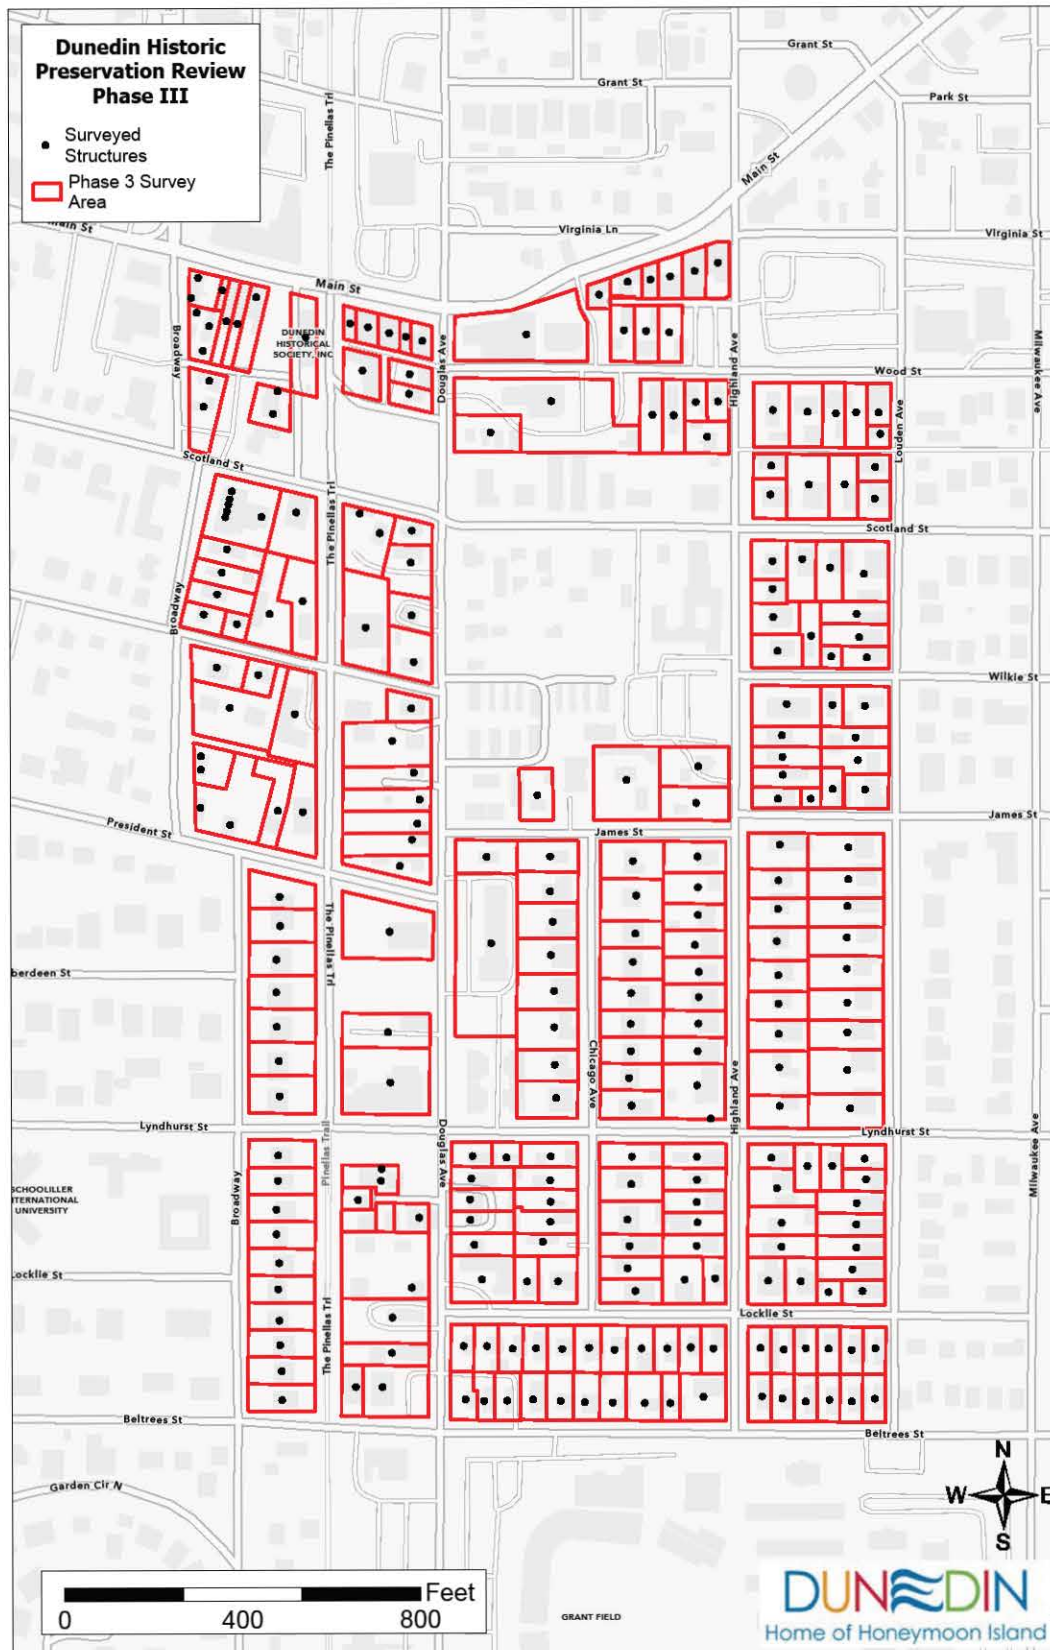 Dunedin Historic
Preservation Review
Phase III
Surveyed
Structures
Phase 3 Survey
Area
Grant St
Grant St
Park St
The Pinellas Trl
Main St
Main St
Virginia Ln
Virginia St
Main St
Broadway
DUNEDIN
HISTORICAL
SOCIETY, INC
Douglas Ave
Highland Ave
Milwaukee Ave
Wood St
Louden Ave
Scotland St
The Pinellas Trl
Scotland St
Broadway
Wilkie St
President St
James St
James St
The Pinellas Trl
berdeen St
Chicago Ave
Highland Ave
Lyndhurst St
Lyndhurst St
Pinellas Trail
Douglas Ave
Milwaukee Ave
Broadway
SCHOOLILLER
NTERNATIONAL
UNIVERSITY
Locklie St
Locklie St
The Pinellas Trl
Beltrees St
Beltrees St
Garden Cir N
N
W E
S
Feet
0 400 800
GRANT FIELD
DUNEDIN
Home of Honeymoon Island